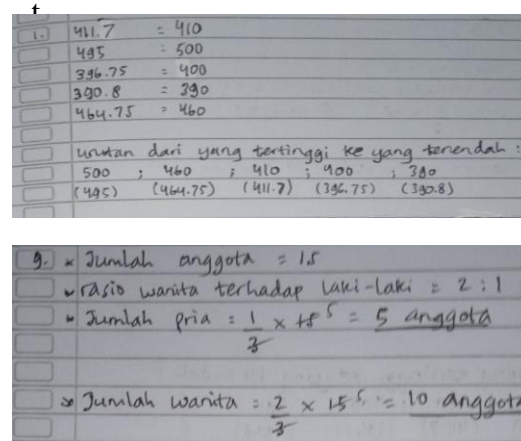 t
1. 411.7 = 410
495 = 500
396.75 = 400
390.8 = 390
464.75 = 460
urutan dari yang tertinggi ke yang terendah :
500 ; 460 ; 410 ; 400 ; 390
(495) (464.75) (411.7) (396.75) (390.8)
9. * Jumlah anggota = 15
* rasio wanita terhadap laki-laki = 2 : 1
* Jumlah pria = 1/3 × 15 5 = 5 anggota
* Jumlah wanita = 2/3 × 15 5 = 10 anggota